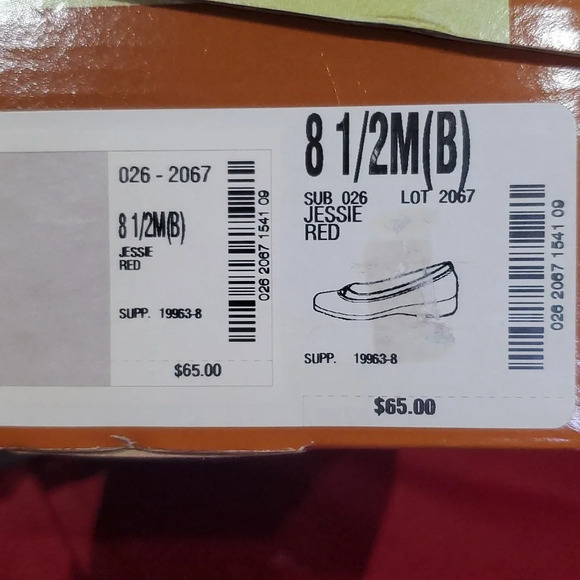 026 - 2067
8 1/2M(B)
JESSIE
RED
SUPP. 19963-8
$65.00
026 2067 1541 09
8 1/2M(B)
SUB 026 LOT 2067
JESSIE
RED
SUPP. 19963-8
$65.00
026 2067 1541 09